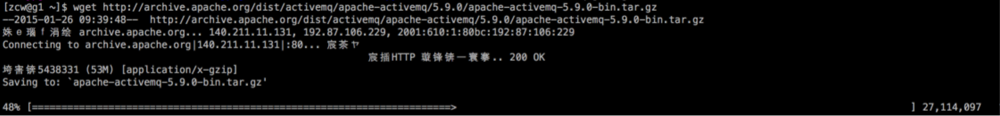 [zcw@g1 ~]$ wget http://archive.apache.org/dist/activemq/apache-activemq/5.9.0/apache-activemq-5.9.0-bin.tar.gz
--2015-01-26 09:39:48--  http://archive.apache.org/dist/activemq/apache-activemq/5.9.0/apache-activemq-5.9.0-bin.tar.gz
姝 e 瑙 f 涓绘 archive.apache.org... 140.211.11.131, 192.87.106.229, 2001:610:1:80bc:192:87:106:229
Connecting to archive.apache.org|140.211.11.131|:80... 宸茶ヤ
宸插HTTP 璇锋锛一寰搴.. 200 OK
垮害锛5438331 (53M) [application/x-gzip]
Saving to: `apache-activemq-5.9.0-bin.tar.gz'
48% [======================================================================>                                                                             ] 27,114,097